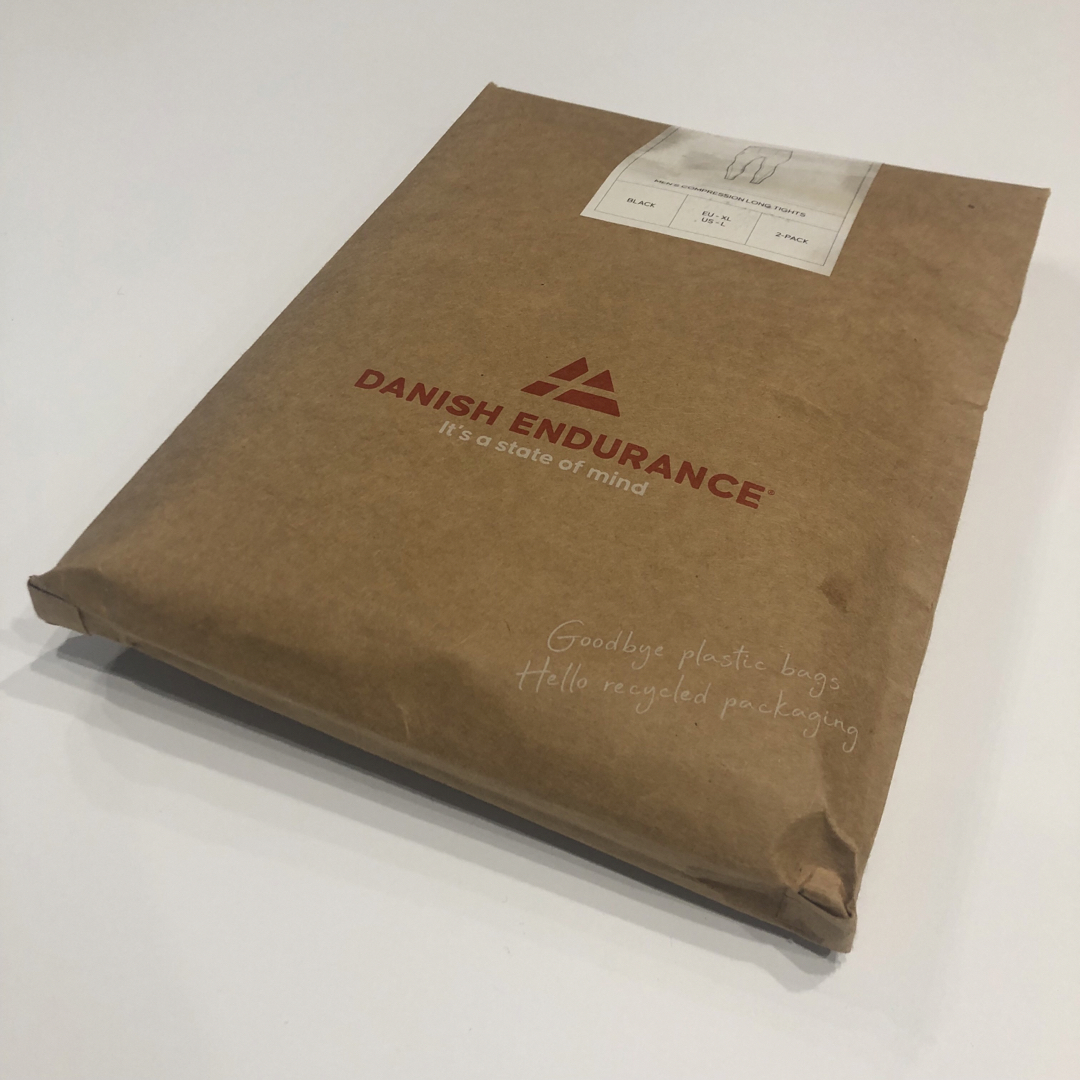 MEN'S COMPRESSION LONG TIGHTS
BLACK
EU - XL
US - L
2-PACK
DANISH ENDURANCE®
It's a state of mind
Goodbye plastic bags
Hello recycled packaging